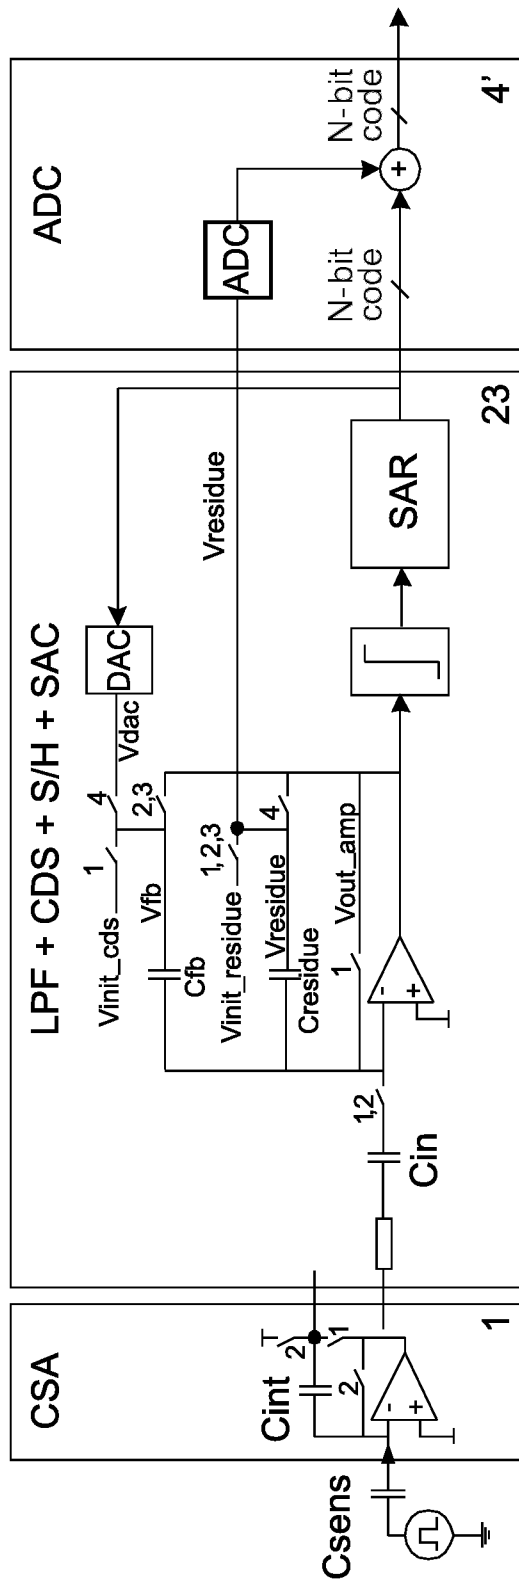 CSA
Csens
Cint
2
1
2
-
+
1
LPF + CDS + S/H + SAC
Cin
1,2
Vinit_cds
1
4
Vdac
DAC
Vfb
Cfb
2,3
Vinit_residue
1,2,3
Vresidue
Vresidue
Cresidue
4
1
Vout_amp
-
+
SAR
23
ADC
ADC
N-bit
code
+
N-bit
code
4'